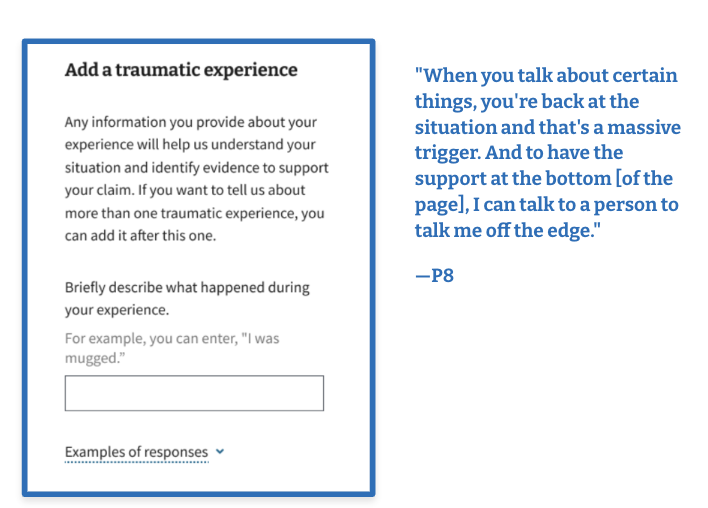 Add a traumatic experience
Any information you provide about your
experience will help us understand your
situation and identify evidence to support
your claim. If you want to tell us about
more than one traumatic experience, you
can add it after this one.
Briefly describe what happened during
your experience.
For example, you can enter, "I was
mugged."
Examples of responses
"When you talk about certain
things, you're back at the
situation and that's a massive
trigger. And to have the
support at the bottom [of the
page], I can talk to a person to
talk me off the edge."
—P8